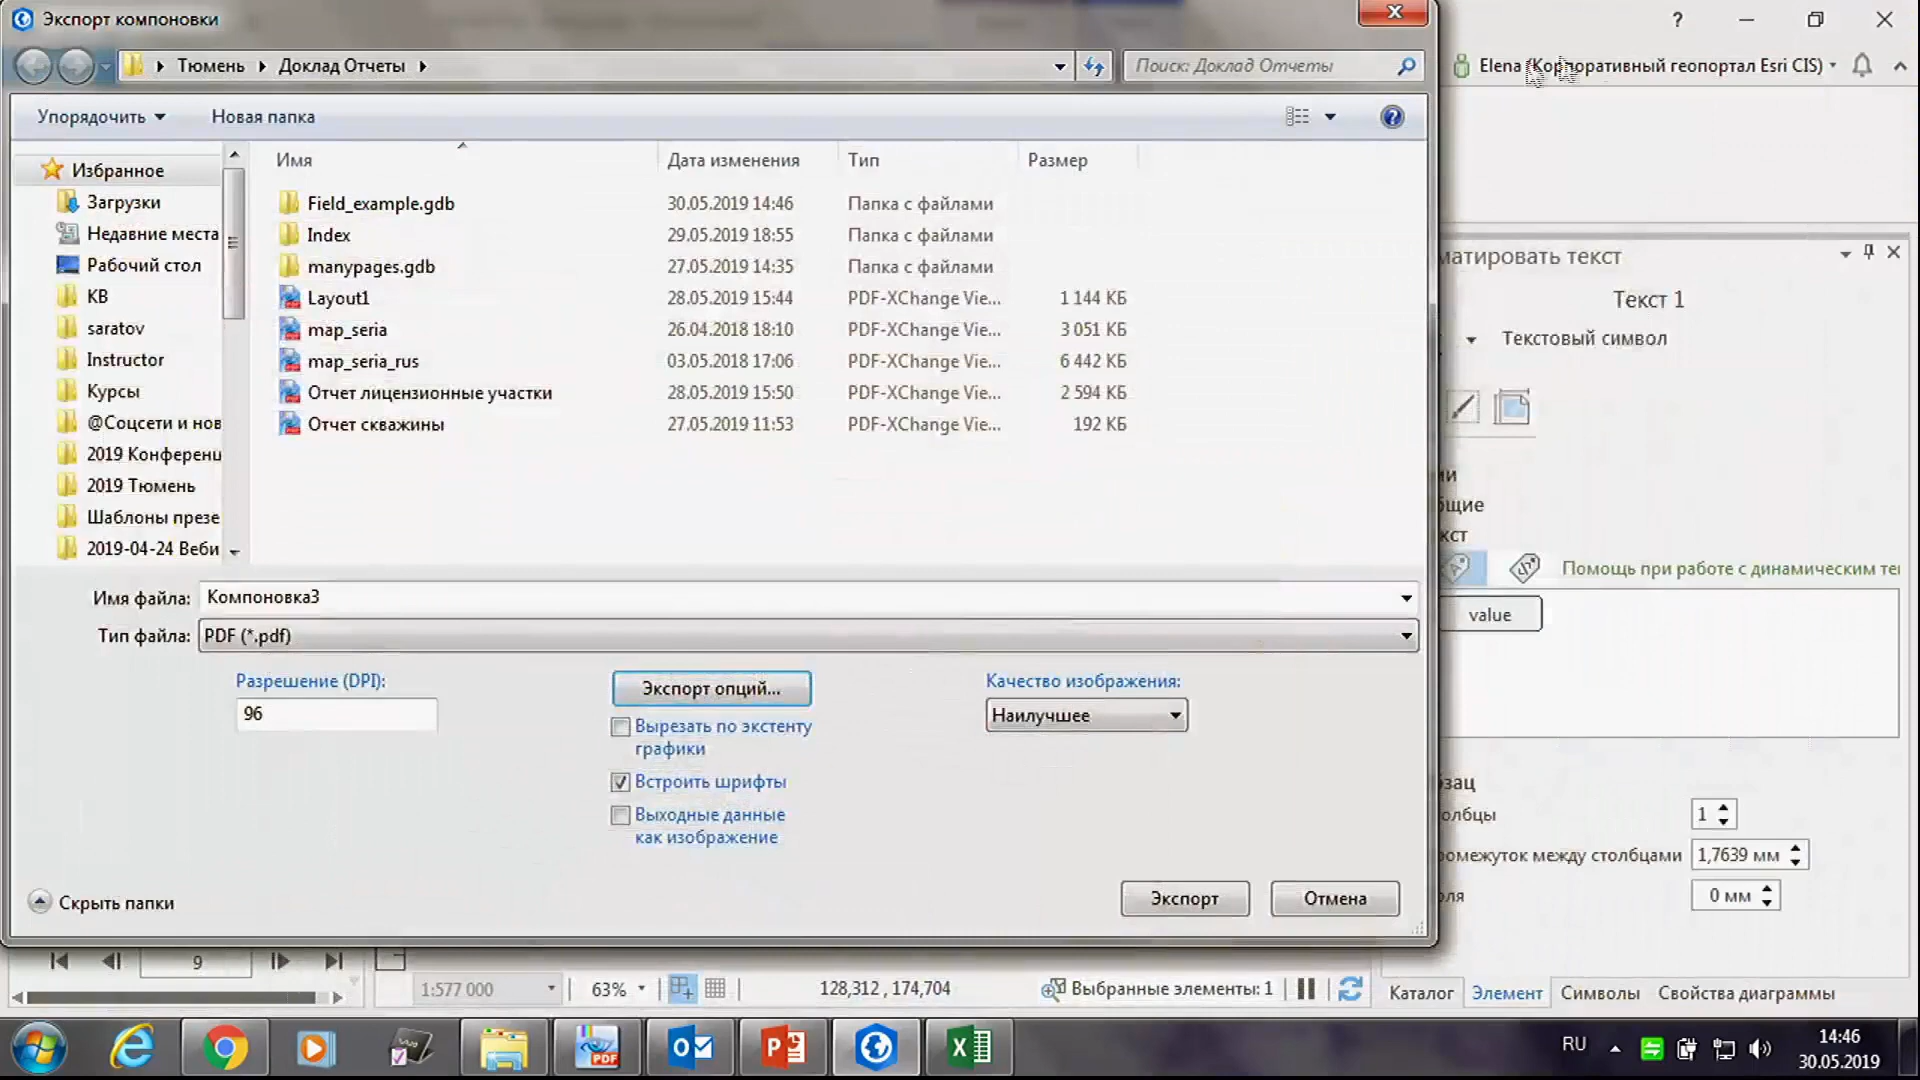 Экспорт компоновки
Тюмень
Доклад Отчеты
Поиск: Доклад Отчеты
Elena (Корпоративный геопортал Esri CIS)
Упорядочить
Новая папка
Избранное
Загрузки
Недавние места
Рабочий стол
KB
saratov
Instructor
Курсы
@Соцсети и нов
2019 Конференц
2019 Тюмень
Шаблоны презе
2019-04-24 Веби
Имя Дата изменения Тип Размер
Field_example.gdb 30.05.2019 14:46 Папка с файлами
Index 29.05.2019 18:55 Папка с файлами
manypages.gdb 27.05.2019 14:35 Папка с файлами
Layout1 28.05.2019 15:44 PDF-XChange Vie... 1 144 КБ
map_seria 26.04.2018 18:10 PDF-XChange Vie... 3 051 КБ
map_seria_rus 03.05.2018 17:06 PDF-XChange Vie... 6 442 КБ
Отчет лицензионные участки 28.05.2019 15:50 PDF-XChange Vie... 2 594 КБ
Отчет скважины 27.05.2019 11:53 PDF-XChange Vie... 192 КБ
Имя файла: Компоновка3
Тип файла: PDF (*.pdf)
Разрешение (DPI):
96
Экспорт опций...
Вырезать по экстенту
графики
Встроить шрифты
Выходные данные
как изображение
Качество изображения:
Наилучшее
Скрыть папки
Экспорт
Отмена
матировать текст
Текст 1
Текстовый символ
ии
бщие
кст
Помощь при работе с динамическим те
value
бзац
олбцы 1
ромежуток между столбцами 1,7639 мм
оля 0 мм
9
1:577 000
63%
128,312 , 174,704
Выбранные элементы: 1
Каталог
Элемент
Символы
Свойства диаграммы
PDF
RU
14:46
30.05.2019